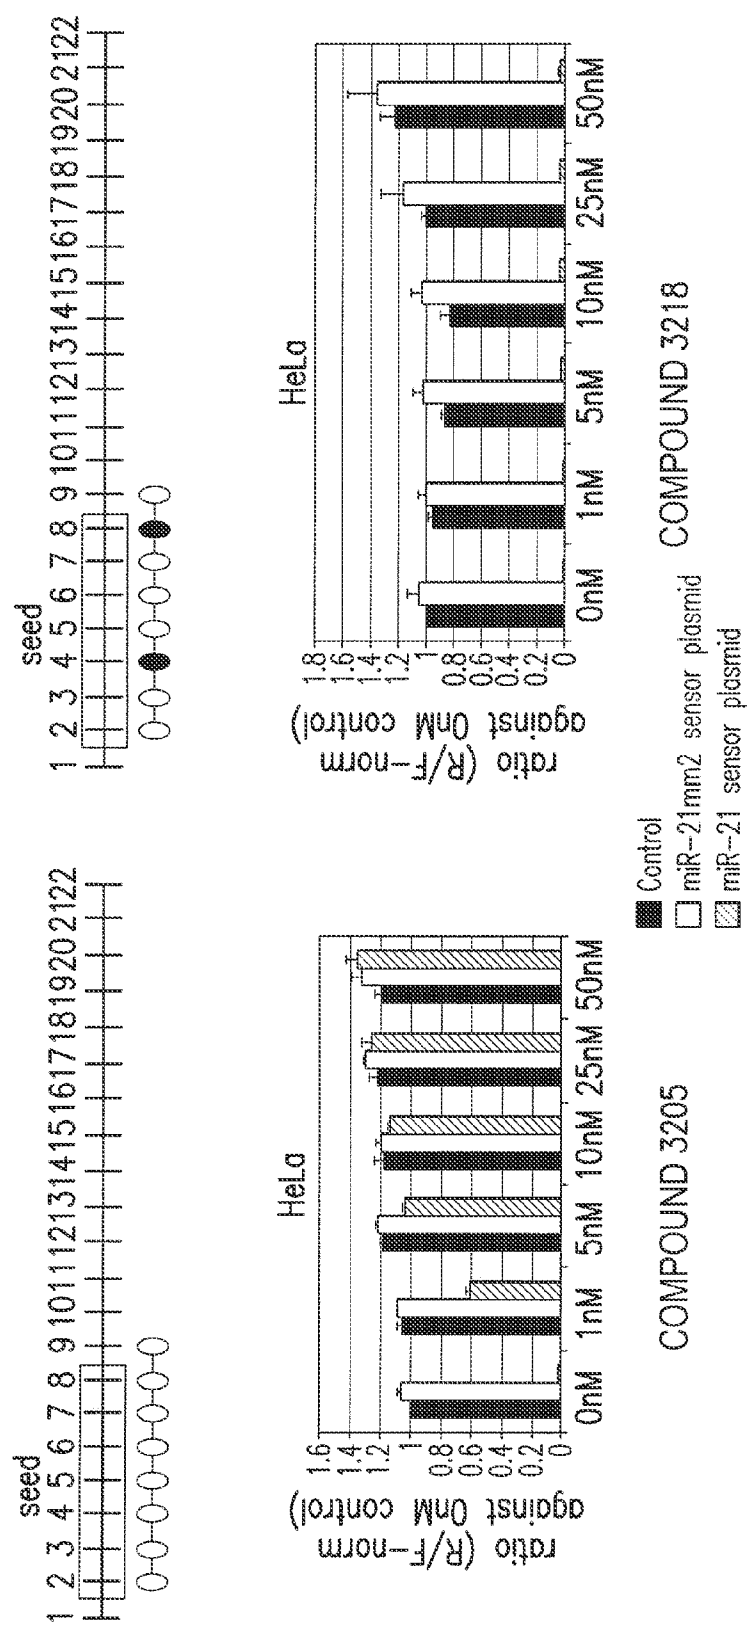 seed
1 2 3 4 5 6 7 8 9 10 11 12 13 14 15 16 17 18 19 20 21 22
HeLa
ratio (R/F-norm
against 0nM control)
1.6
1.4
1.2
1
0.8
0.6
0.4
0.2
0
0nM 1nM 5nM 10nM 25nM 50nM
COMPOUND 3205
seed
1 2 3 4 5 6 7 8 9 10 11 12 13 14 15 16 17 18 19 20 21 22
HeLa
ratio (R/F-norm
against 0nM control)
1.8
1.6
1.4
1.2
1
0.8
0.6
0.4
0.2
0
0nM 1nM 5nM 10nM 25nM 50nM
COMPOUND 3218
Control
miR-21mm2 sensor plasmid
miR-21 sensor plasmid